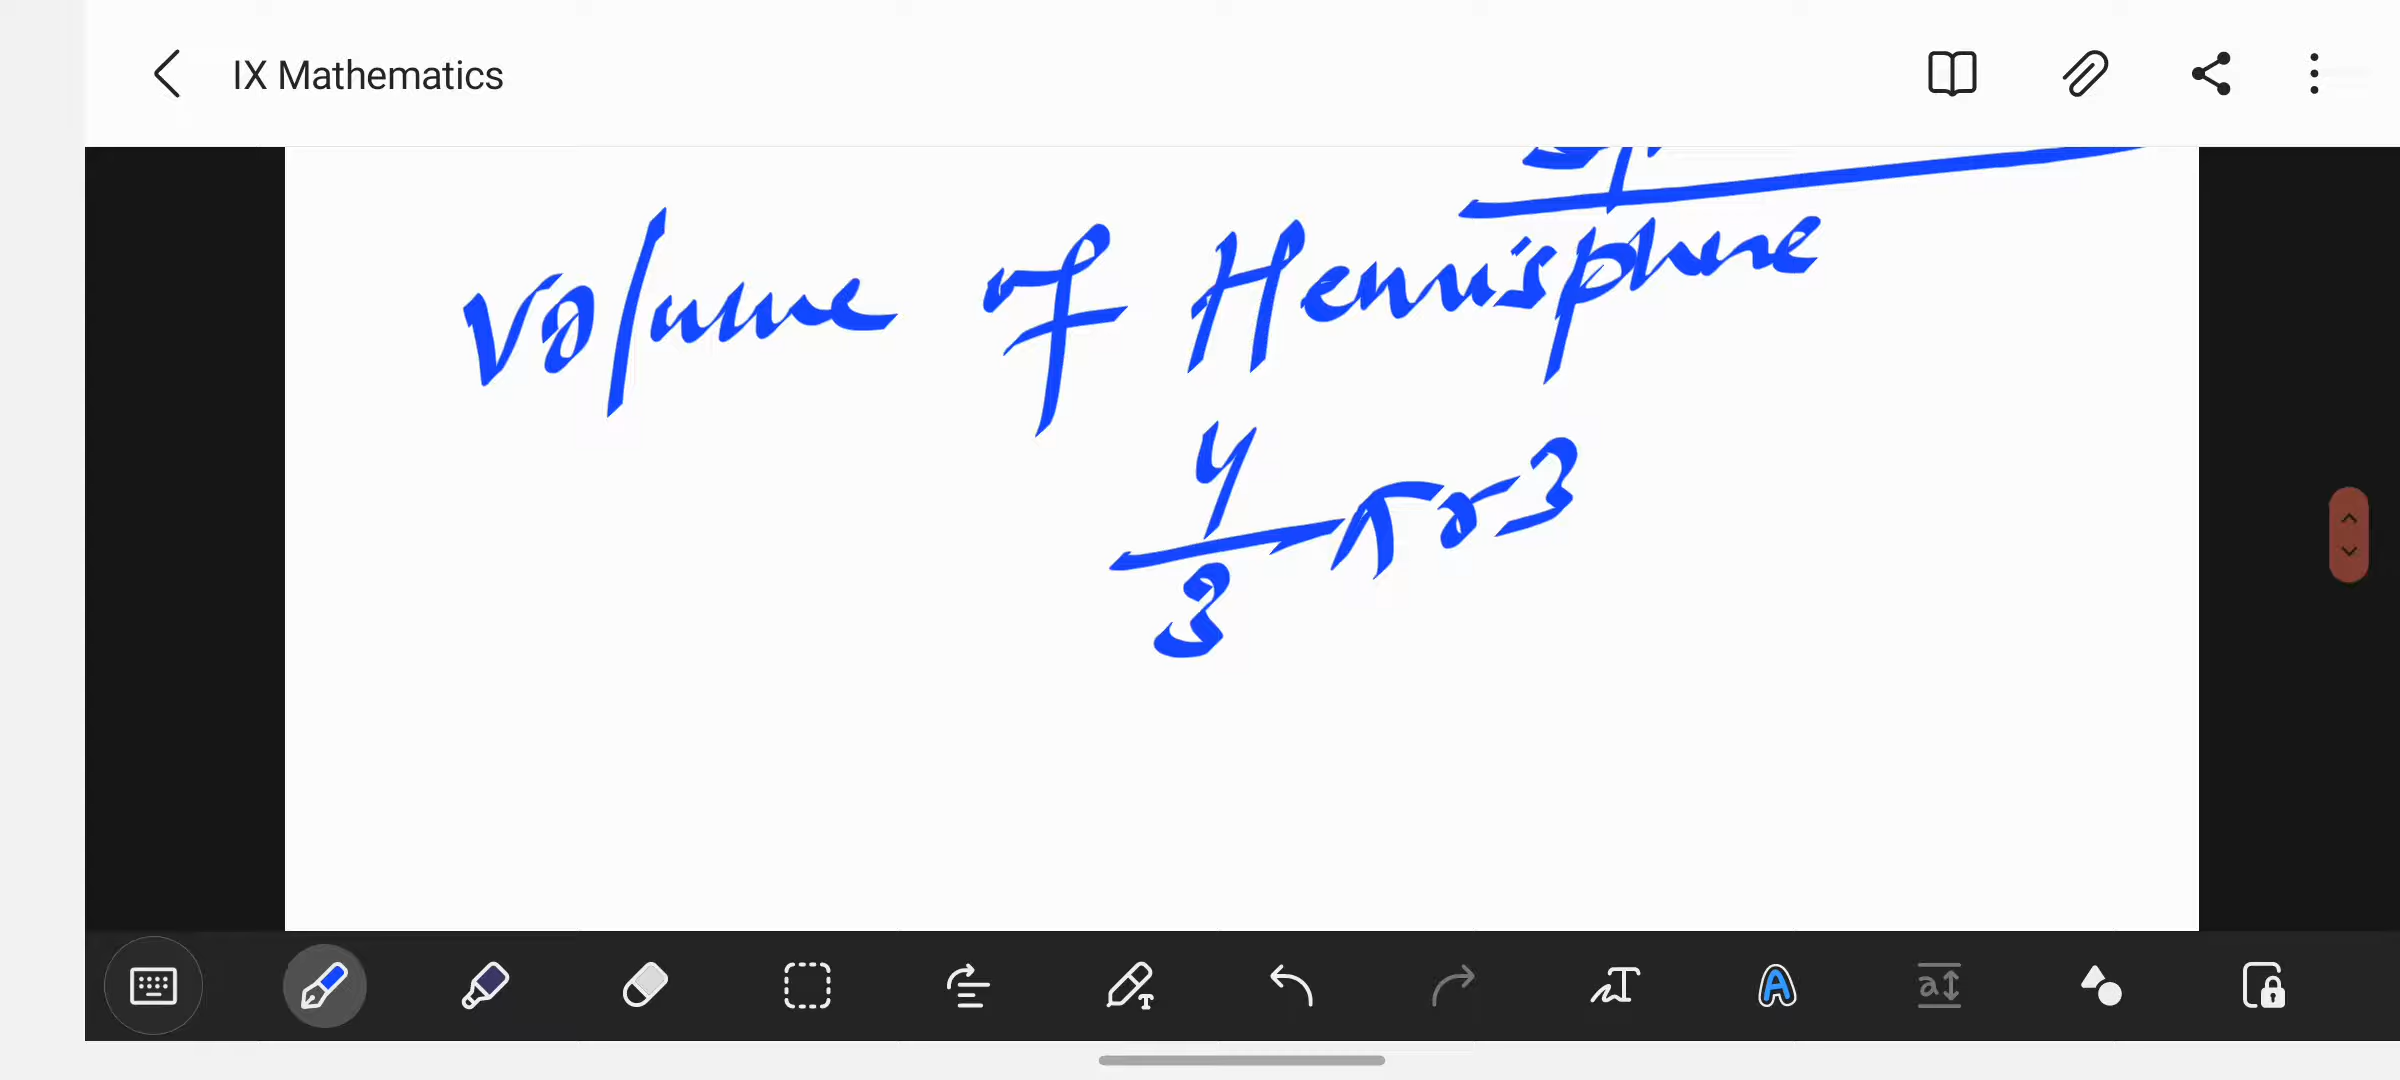 IX Mathematics
Volume of Hemisphere
4/3 πr3